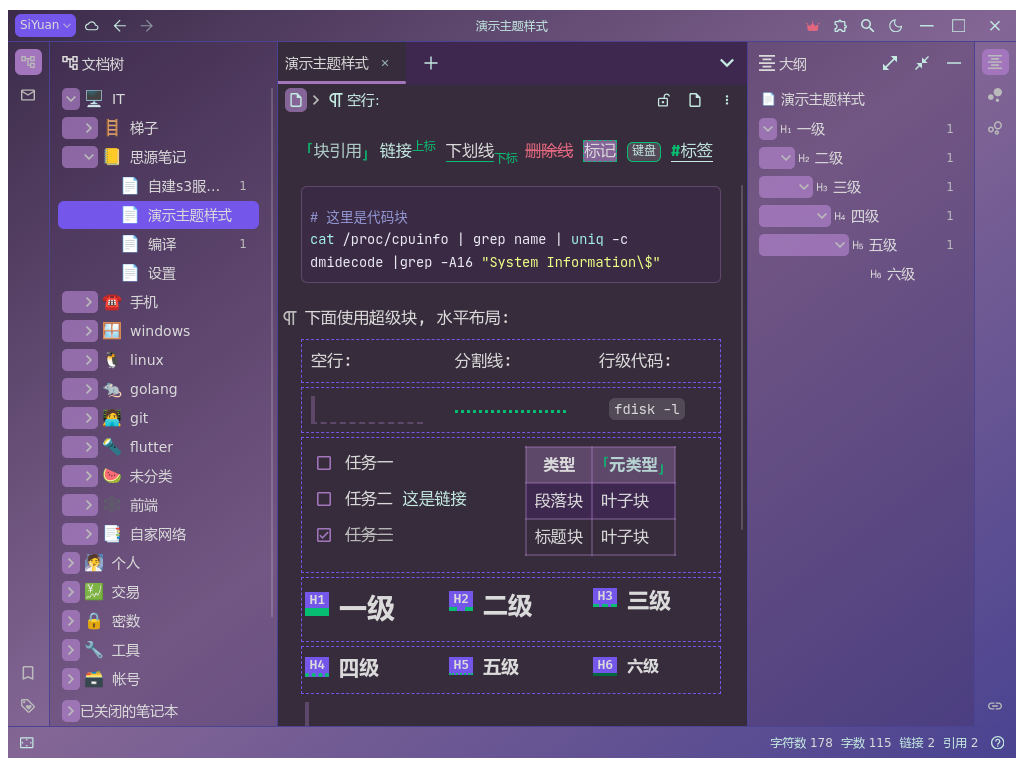 SiYuan
演示主题样式
文档树
IT
梯子
思源笔记
自建s3服... 1
演示主题样式
编译 1
设置
手机
windows
linux
golang
git
flutter
未分类
前端
自家网络
个人
交易
密数
工具
帐号
已关闭的笔记本
演示主题样式 ×
空行:
「块引用」 链接上标 下划线下标 删除线 标记 键盘 #标签
# 这里是代码块
cat /proc/cpuinfo | grep name | uniq -c
dmidecode |grep -A16 "System Information\$"
下面使用超级块, 水平布局:
空行: 分割线: 行级代码:
fdisk -l
任务一
任务二 这是链接
任务三
类型 「元类型」
段落块 叶子块
标题块 叶子块
H1 一级 H2 二级 H3 三级
H4 四级 H5 五级 H6 六级
大纲
演示主题样式
H1 一级 1
H2 二级 1
H3 三级 1
H4 四级 1
H5 五级 1
H6 六级
字符数 178 字数 115 链接 2 引用 2